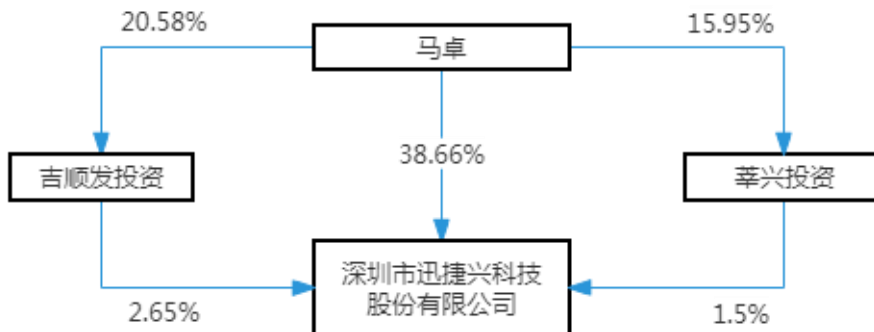 20.58%
马卓
15.95%
38.66%
吉顺发投资
莘兴投资
深圳市迅捷兴科技
股份有限公司
2.65%
1.5%